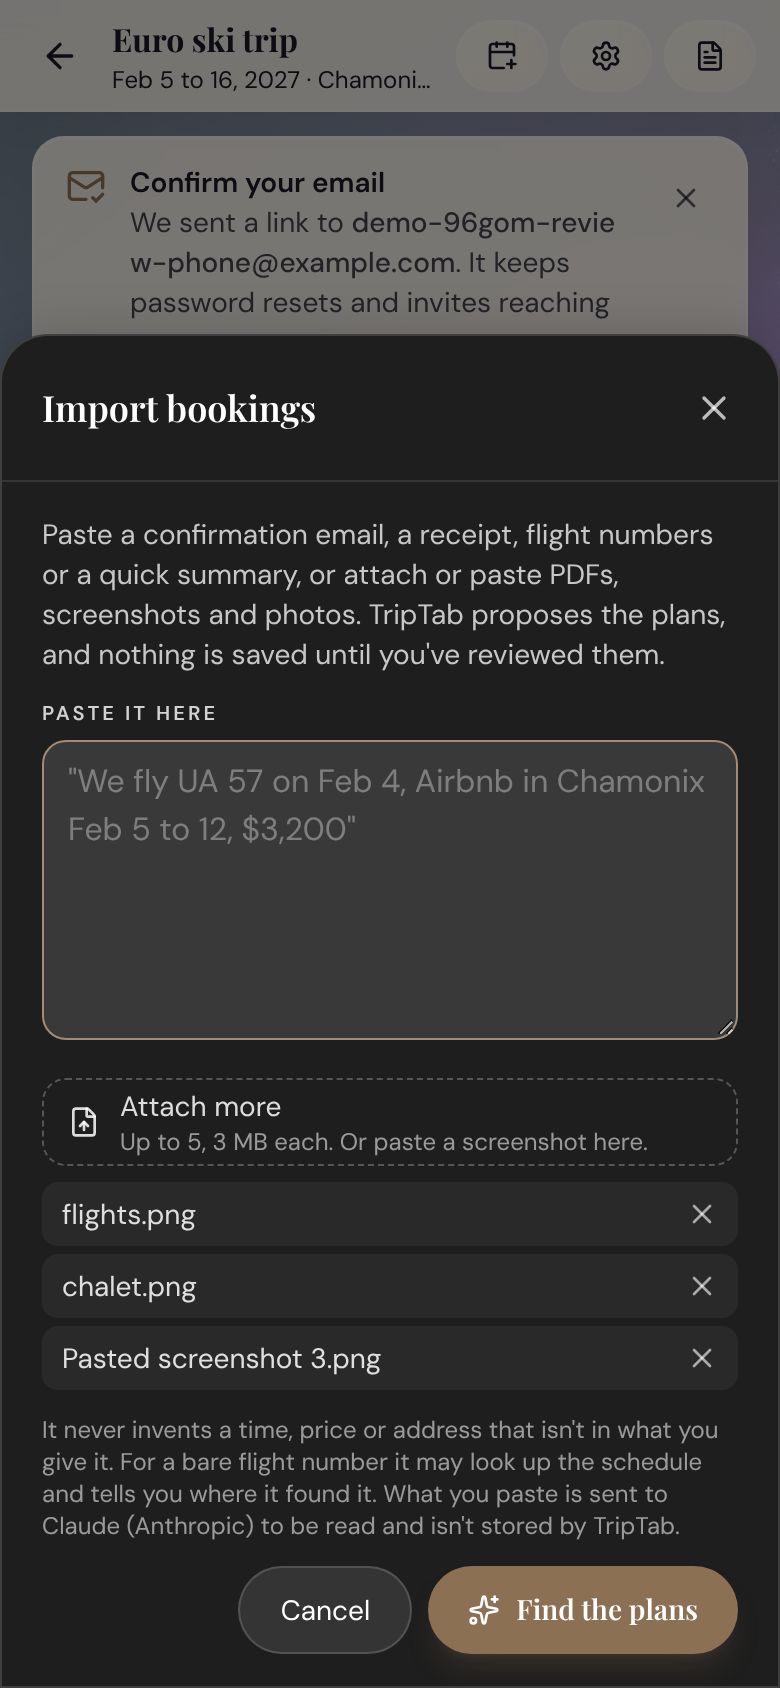 Euro ski trip
Feb 5 to 16, 2027 · Chamoni...
Confirm your email
We sent a link to demo-96gom-revie
w-phone@example.com. It keeps
password resets and invites reaching
Import bookings
Paste a confirmation email, a receipt, flight numbers
or a quick summary, or attach or paste PDFs,
screenshots and photos. TripTab proposes the plans,
and nothing is saved until you've reviewed them.
PASTE IT HERE
"We fly UA 57 on Feb 4, Airbnb in Chamonix
Feb 5 to 12, $3,200"
Attach more
Up to 5, 3 MB each. Or paste a screenshot here.
flights.png
chalet.png
Pasted screenshot 3.png
It never invents a time, price or address that isn't in what you
give it. For a bare flight number it may look up the schedule
and tells you where it found it. What you paste is sent to
Claude (Anthropic) to be read and isn't stored by TripTab.
Cancel
Find the plans